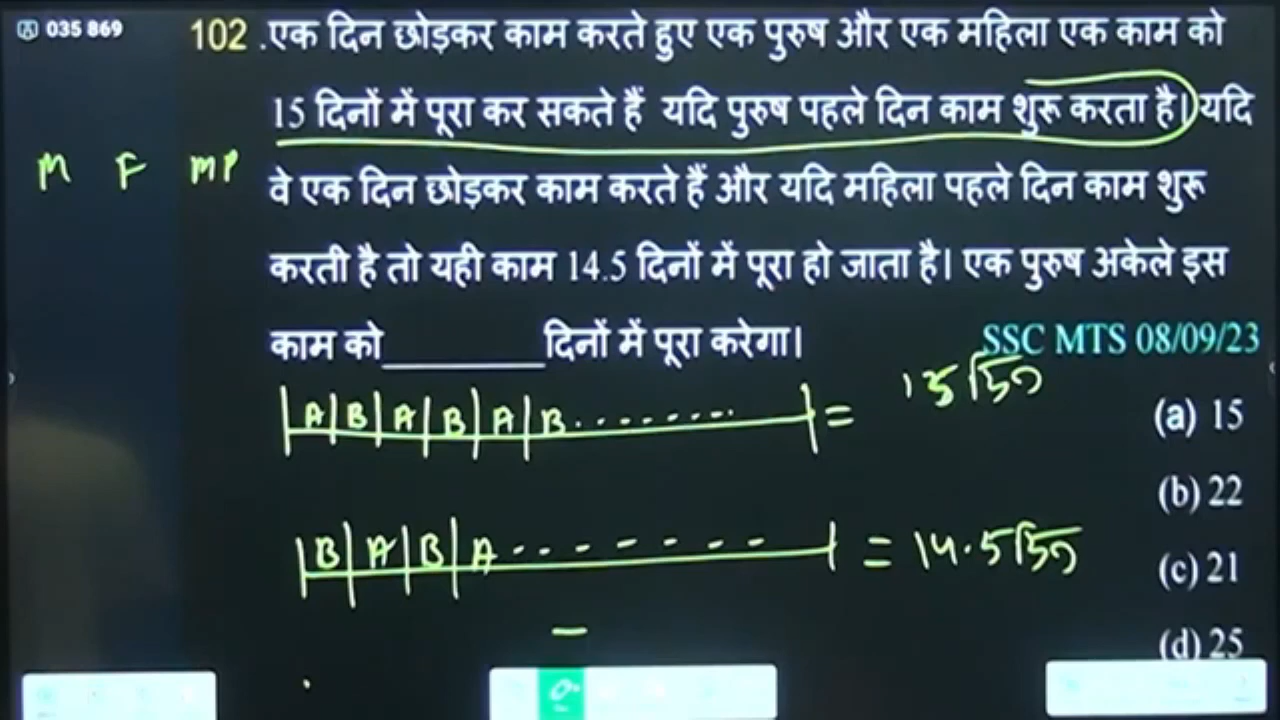 035 869
102 .एक दिन छोड़कर काम करते हुए एक पुरुष और एक महिला एक काम को
15 दिनों में पूरा कर सकते हैं यदि पुरुष पहले दिन काम शुरू करता है। यदि
M F MP
वे एक दिन छोड़कर काम करते हैं और यदि महिला पहले दिन काम शुरू
करती है तो यही काम 14.5 दिनों में पूरा हो जाता है। एक पुरुष अकेले इस
काम को__________दिनों में पूरा करेगा।
SSC MTS 08/09/23
|A|B|A|B|A|B.........| = 15 दिन
(a) 15
(b) 22
|B|A|B|A - - - - - - -| = 14.5 दिन
(c) 21
(d) 25